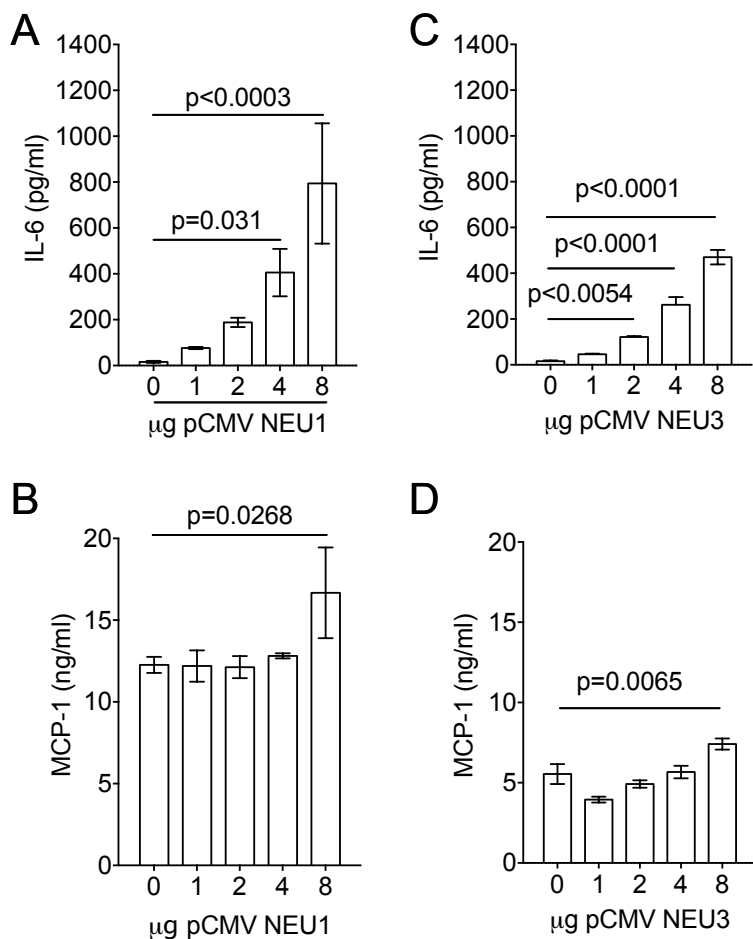 A
1400
1200
1000
800
600
400
200
0
IL-6 (pg/ml)
p<0.0003
p=0.031
0 1 2 4 8
μg pCMV NEU1
C
1400
1200
1000
800
600
400
200
0
IL-6 (pg/ml)
p<0.0001
p<0.0001
p<0.0054
0 1 2 4 8
μg pCMV NEU3
B
20
15
10
5
0
MCP-1 (ng/ml)
p=0.0268
0 1 2 4 8
μg pCMV NEU1
D
20
15
10
5
0
MCP-1 (ng/ml)
p=0.0065
0 1 2 4 8
μg pCMV NEU3